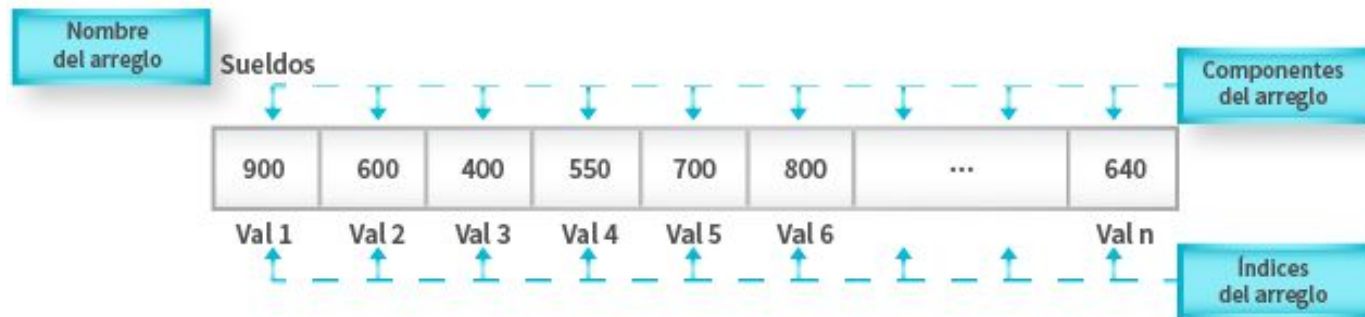 Nombre
del arreglo
Sueldos
Componentes
del arreglo
900 600 400 550 700 800 ... 640
Val 1 Val 2 Val 3 Val 4 Val 5 Val 6 Val n
Índices
del arreglo